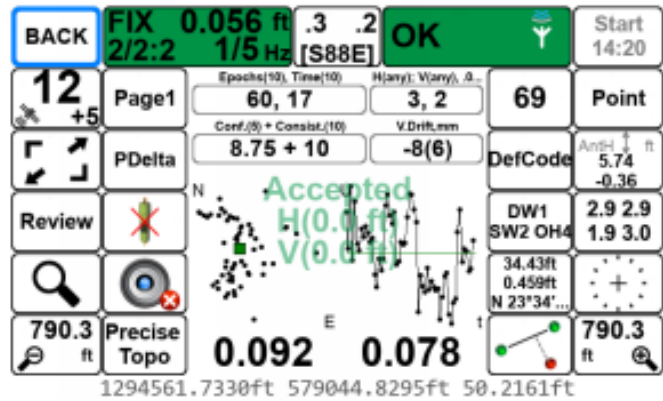 BACK
FIX 0.056 ft
2/2:2 1/5 Hz
.3 .2
[S88E]
OK
Start
14:20
12
+5
Page1
Epochs(10), Time(10)
60, 17
H(any); V(any), .0...
3, 2
69
Point
PDelta
Conf.(5) + Consist.(10)
8.75 + 10
V.Drift,mm
-8(6)
DefCode
AntH ft
5.74
-0.36
Review
N
Accepted
H(0.0 ft)
V(0.0 ft)
DW1
SW2 OH4
2.9 2.9
1.9 3.0
34.43ft
0.459ft
N 23°34'...
E
t
790.3
ft
Precise
Topo
0.092
0.078
790.3
ft
1294561.7330ft 579044.8295ft 50.2161ft